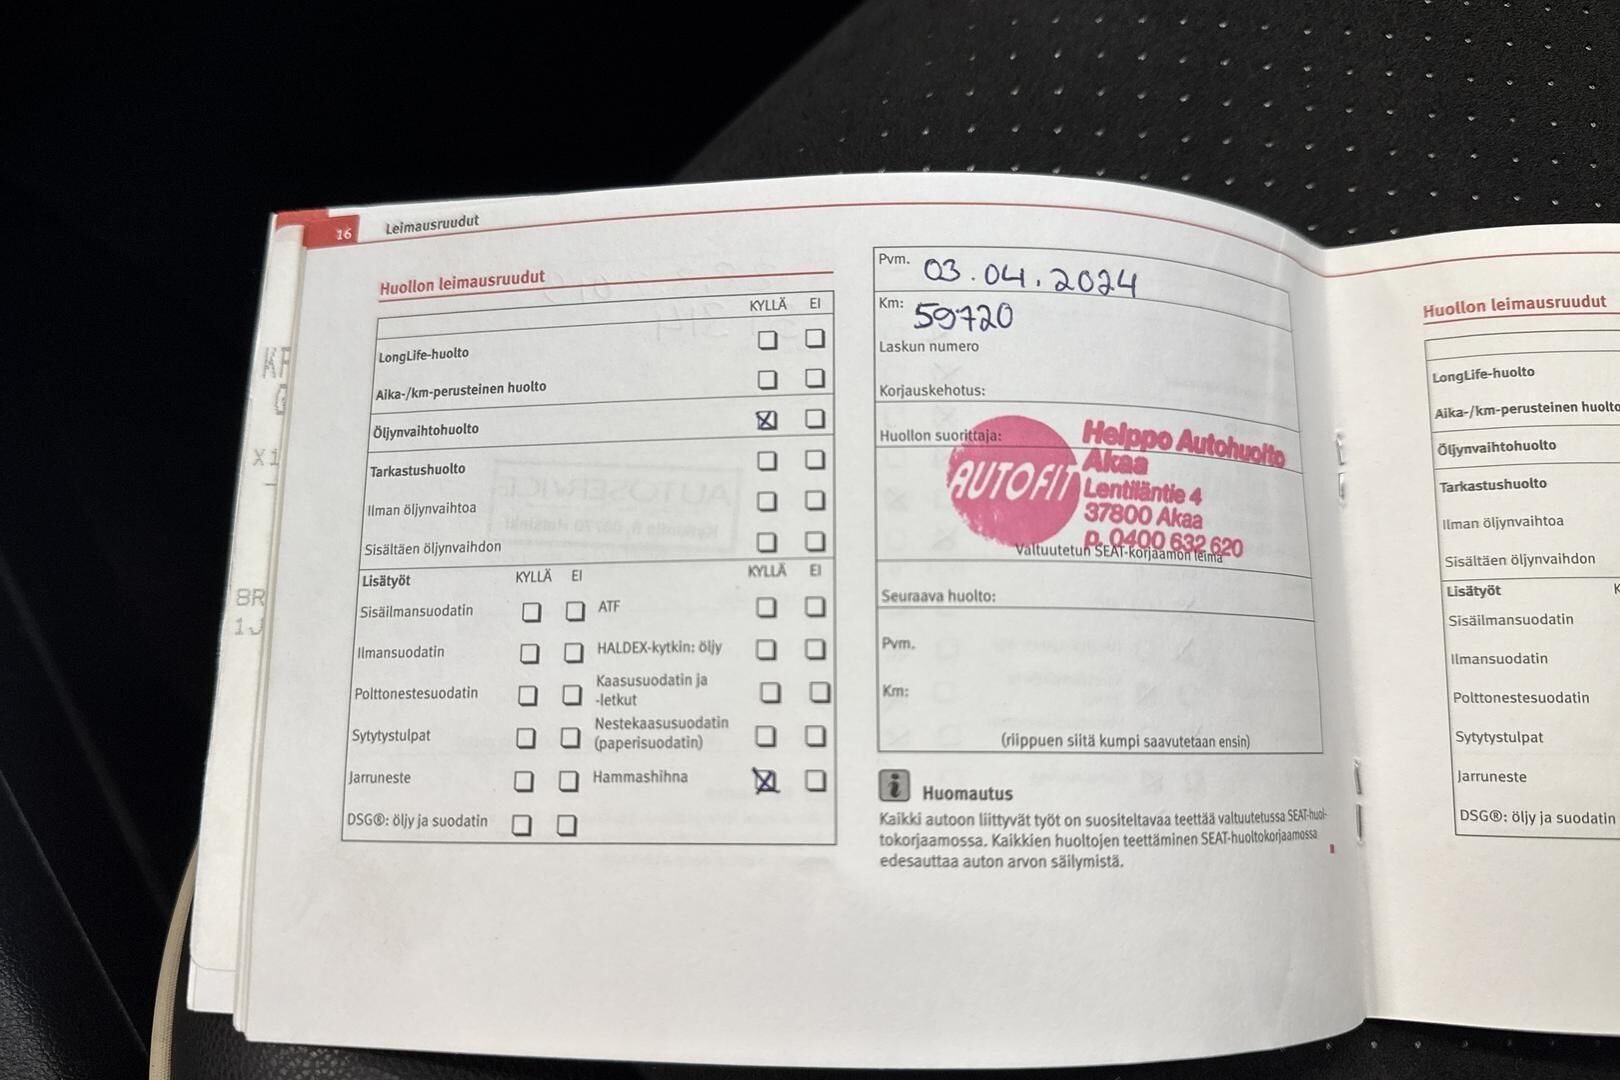 16 Leimausruudut
Huollon leimausruudut
KYLLÄ EI
LongLife-huolto
Aika-/km-perusteinen huolto
Öljynvaihtohuolto
Tarkastushuolto
Ilman öljynvaihtoa
Sisältäen öljynvaihdon
Lisätyöt KYLLÄ EI KYLLÄ EI
Sisäilmansuodatin ATF
Ilmansuodatin HALDEX-kytkin: öljy
Polttonestesuodatin Kaasusuodatin ja
-letkut
Sytytystulpat Nestekaasusuodatin
(paperisuodatin)
Jarruneste Hammashihna
DSG®: öljy ja suodatin
Pvm. 03.04.2024
Km: 59720
Laskun numero
Korjauskehotus:
Huollon suorittaja:
AUTOFIT
Helppo Autohuolto
Akaa
Lentiläntie 4
37800 Akaa
p. 0400 632 620
Valtuutetun SEAT-korjaamon leima
Seuraava huolto:
Pvm.
Km:
(riippuen siitä kumpi saavutetaan ensin)
i Huomautus
Kaikki autoon liittyvät työt on suositeltavaa teettää valtuutetussa SEAT-huol-
tokorjaamossa. Kaikkien huoltojen teettäminen SEAT-huoltokorjaamossa
edesauttaa auton arvon säilymistä.
Huollon leimausruudut
LongLife-huolto
Aika-/km-perusteinen huolto
Öljynvaihtohuolto
Tarkastushuolto
Ilman öljynvaihtoa
Sisältäen öljynvaihdon
Lisätyöt
Sisäilmansuodatin
Ilmansuodatin
Polttonestesuodatin
Sytytystulpat
Jarruneste
DSG®: öljy ja suodatin